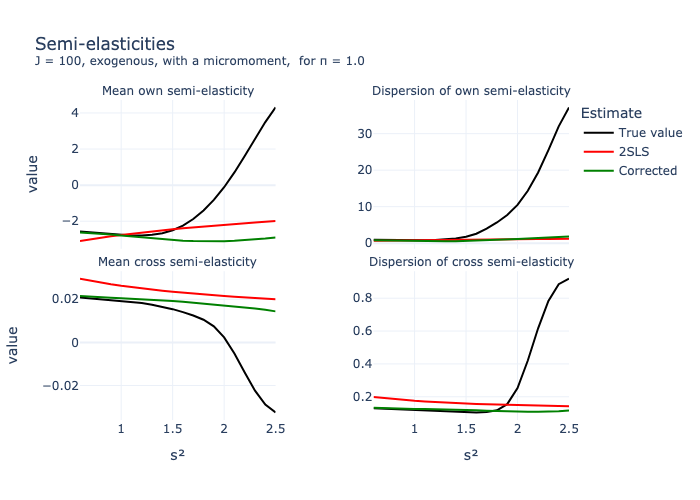 Semi-elasticities
J = 100, exogenous, with a micromoment,  for π = 1.0
Mean own semi-elasticity
Dispersion of own semi-elasticity
Estimate
True value
2SLS
Corrected
value
4
2
0
−2
30
20
10
0
Mean cross semi-elasticity
Dispersion of cross semi-elasticity
value
0.02
0
−0.02
0.8
0.6
0.4
0.2
1
1.5
2
2.5
1
1.5
2
2.5
s²
s²